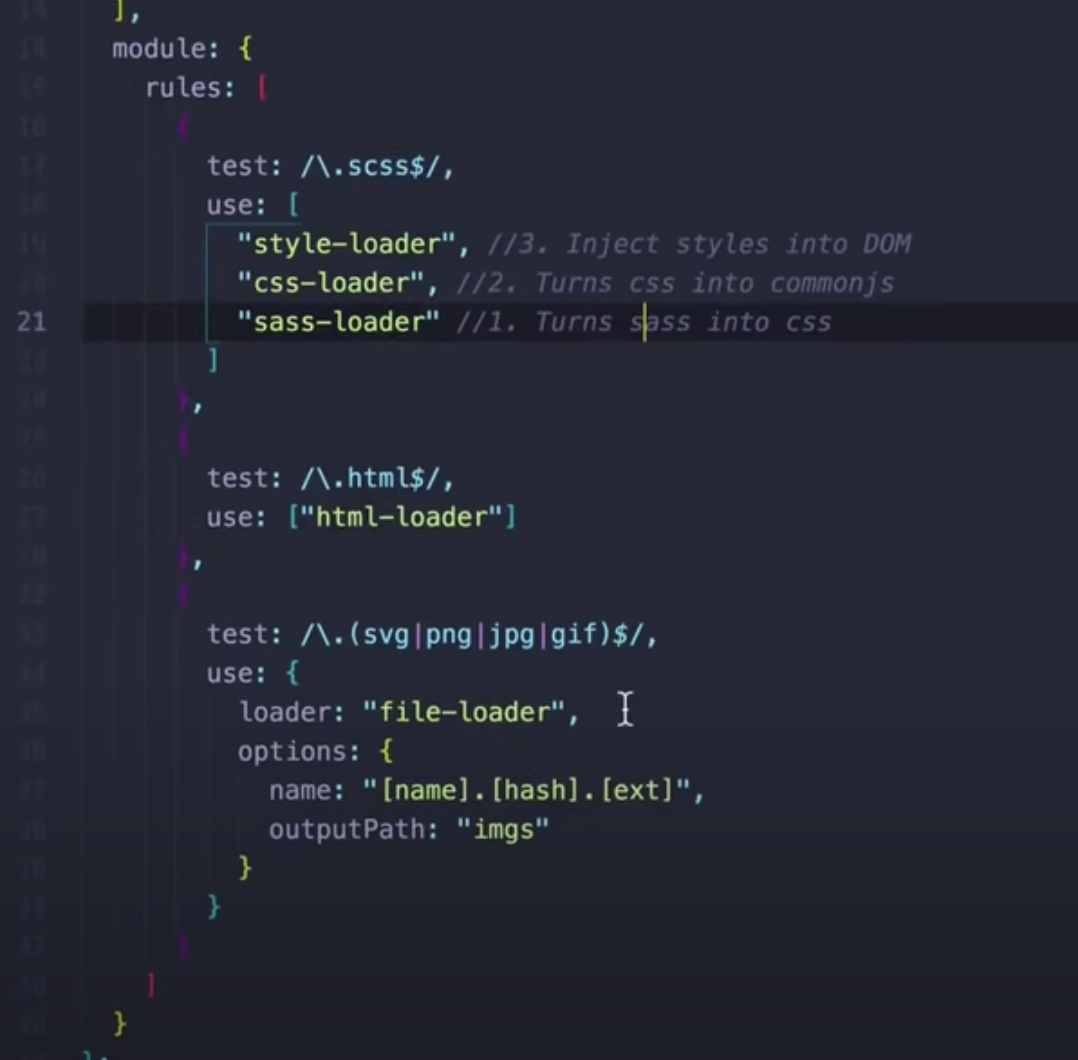 ],
module: {
rules: [
{
test: /\.scss$/,
use: [
"style-loader", //3. Inject styles into DOM
"css-loader", //2. Turns css into commonjs
21 "sass-loader" //1. Turns sass into css
]
},
{
test: /\.html$/,
use: ["html-loader"]
},
{
test: /\.(svg|png|jpg|gif)$/,
use: {
loader: "file-loader",
options: {
name: "[name].[hash].[ext]",
outputPath: "imgs"
}
}
}
]
}
};